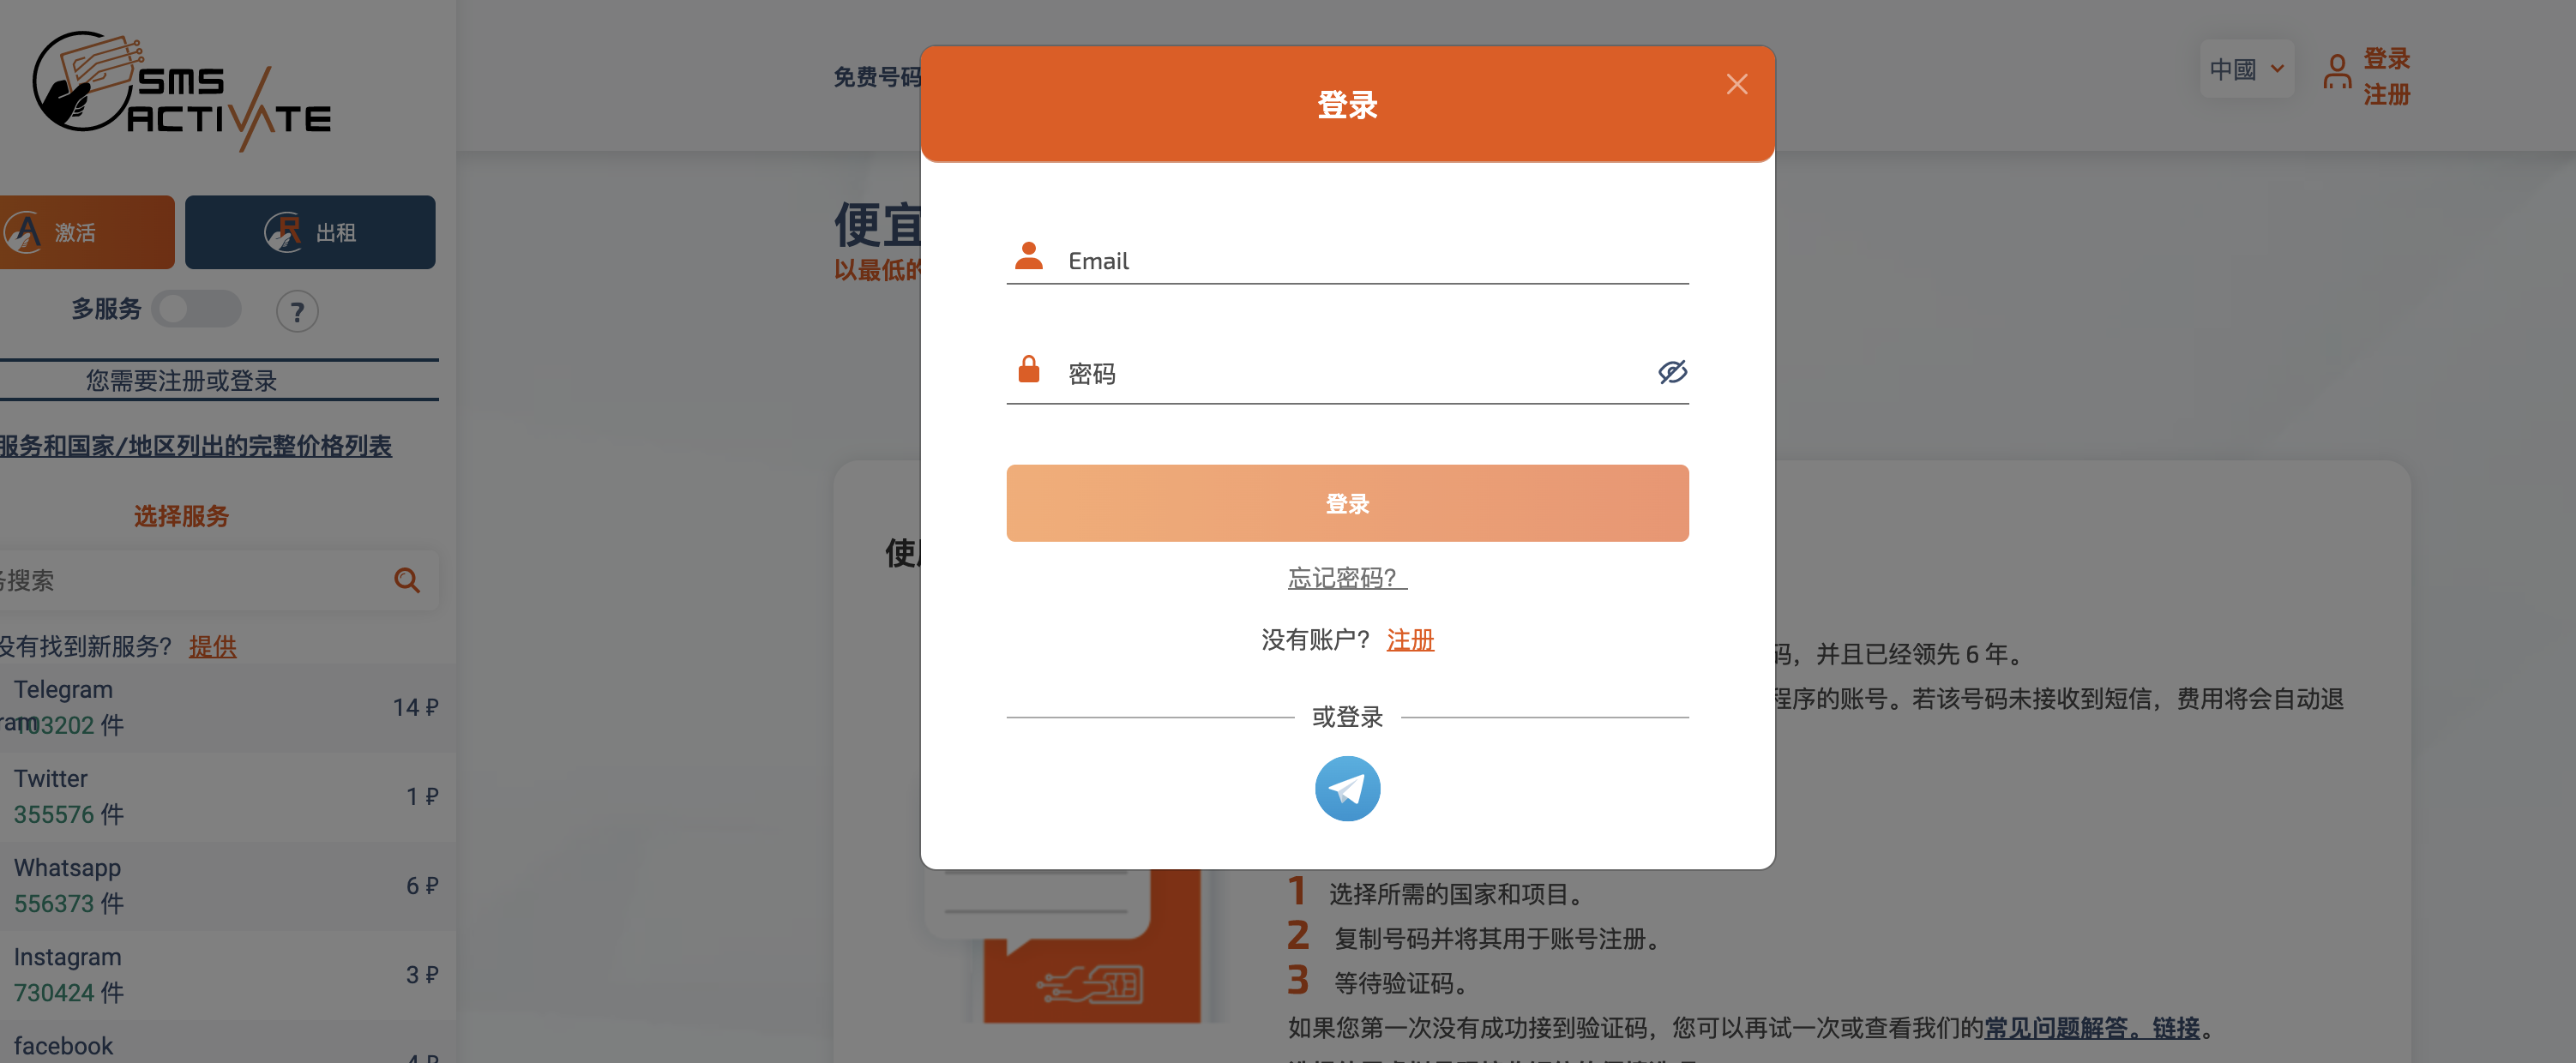 SMS
ACTIVATE
免费号码
中國
登录
注册
激活
出租
多服务
?
您需要注册或登录
服务和国家/地区列出的完整价格列表
选择服务
搜索
没有找到新服务? 提供
Telegram
14 ₽
103202 件
Twitter
1 ₽
355576 件
Whatsapp
6 ₽
556373 件
Instagram
3 ₽
730424 件
facebook
4 ₽
登录
Email
密码
登录
忘记密码?
没有账户? 注册
或登录
便宜
以最低的
使用
码，并且已经领先 6 年。
程序的账号。若该号码未接收到短信，费用将会自动退
1 选择所需的国家和项目。
2 复制号码并将其用于账号注册。
3 等待验证码。
如果您第一次没有成功接到验证码，您可以再试一次或查看我们的常见问题解答。链接。